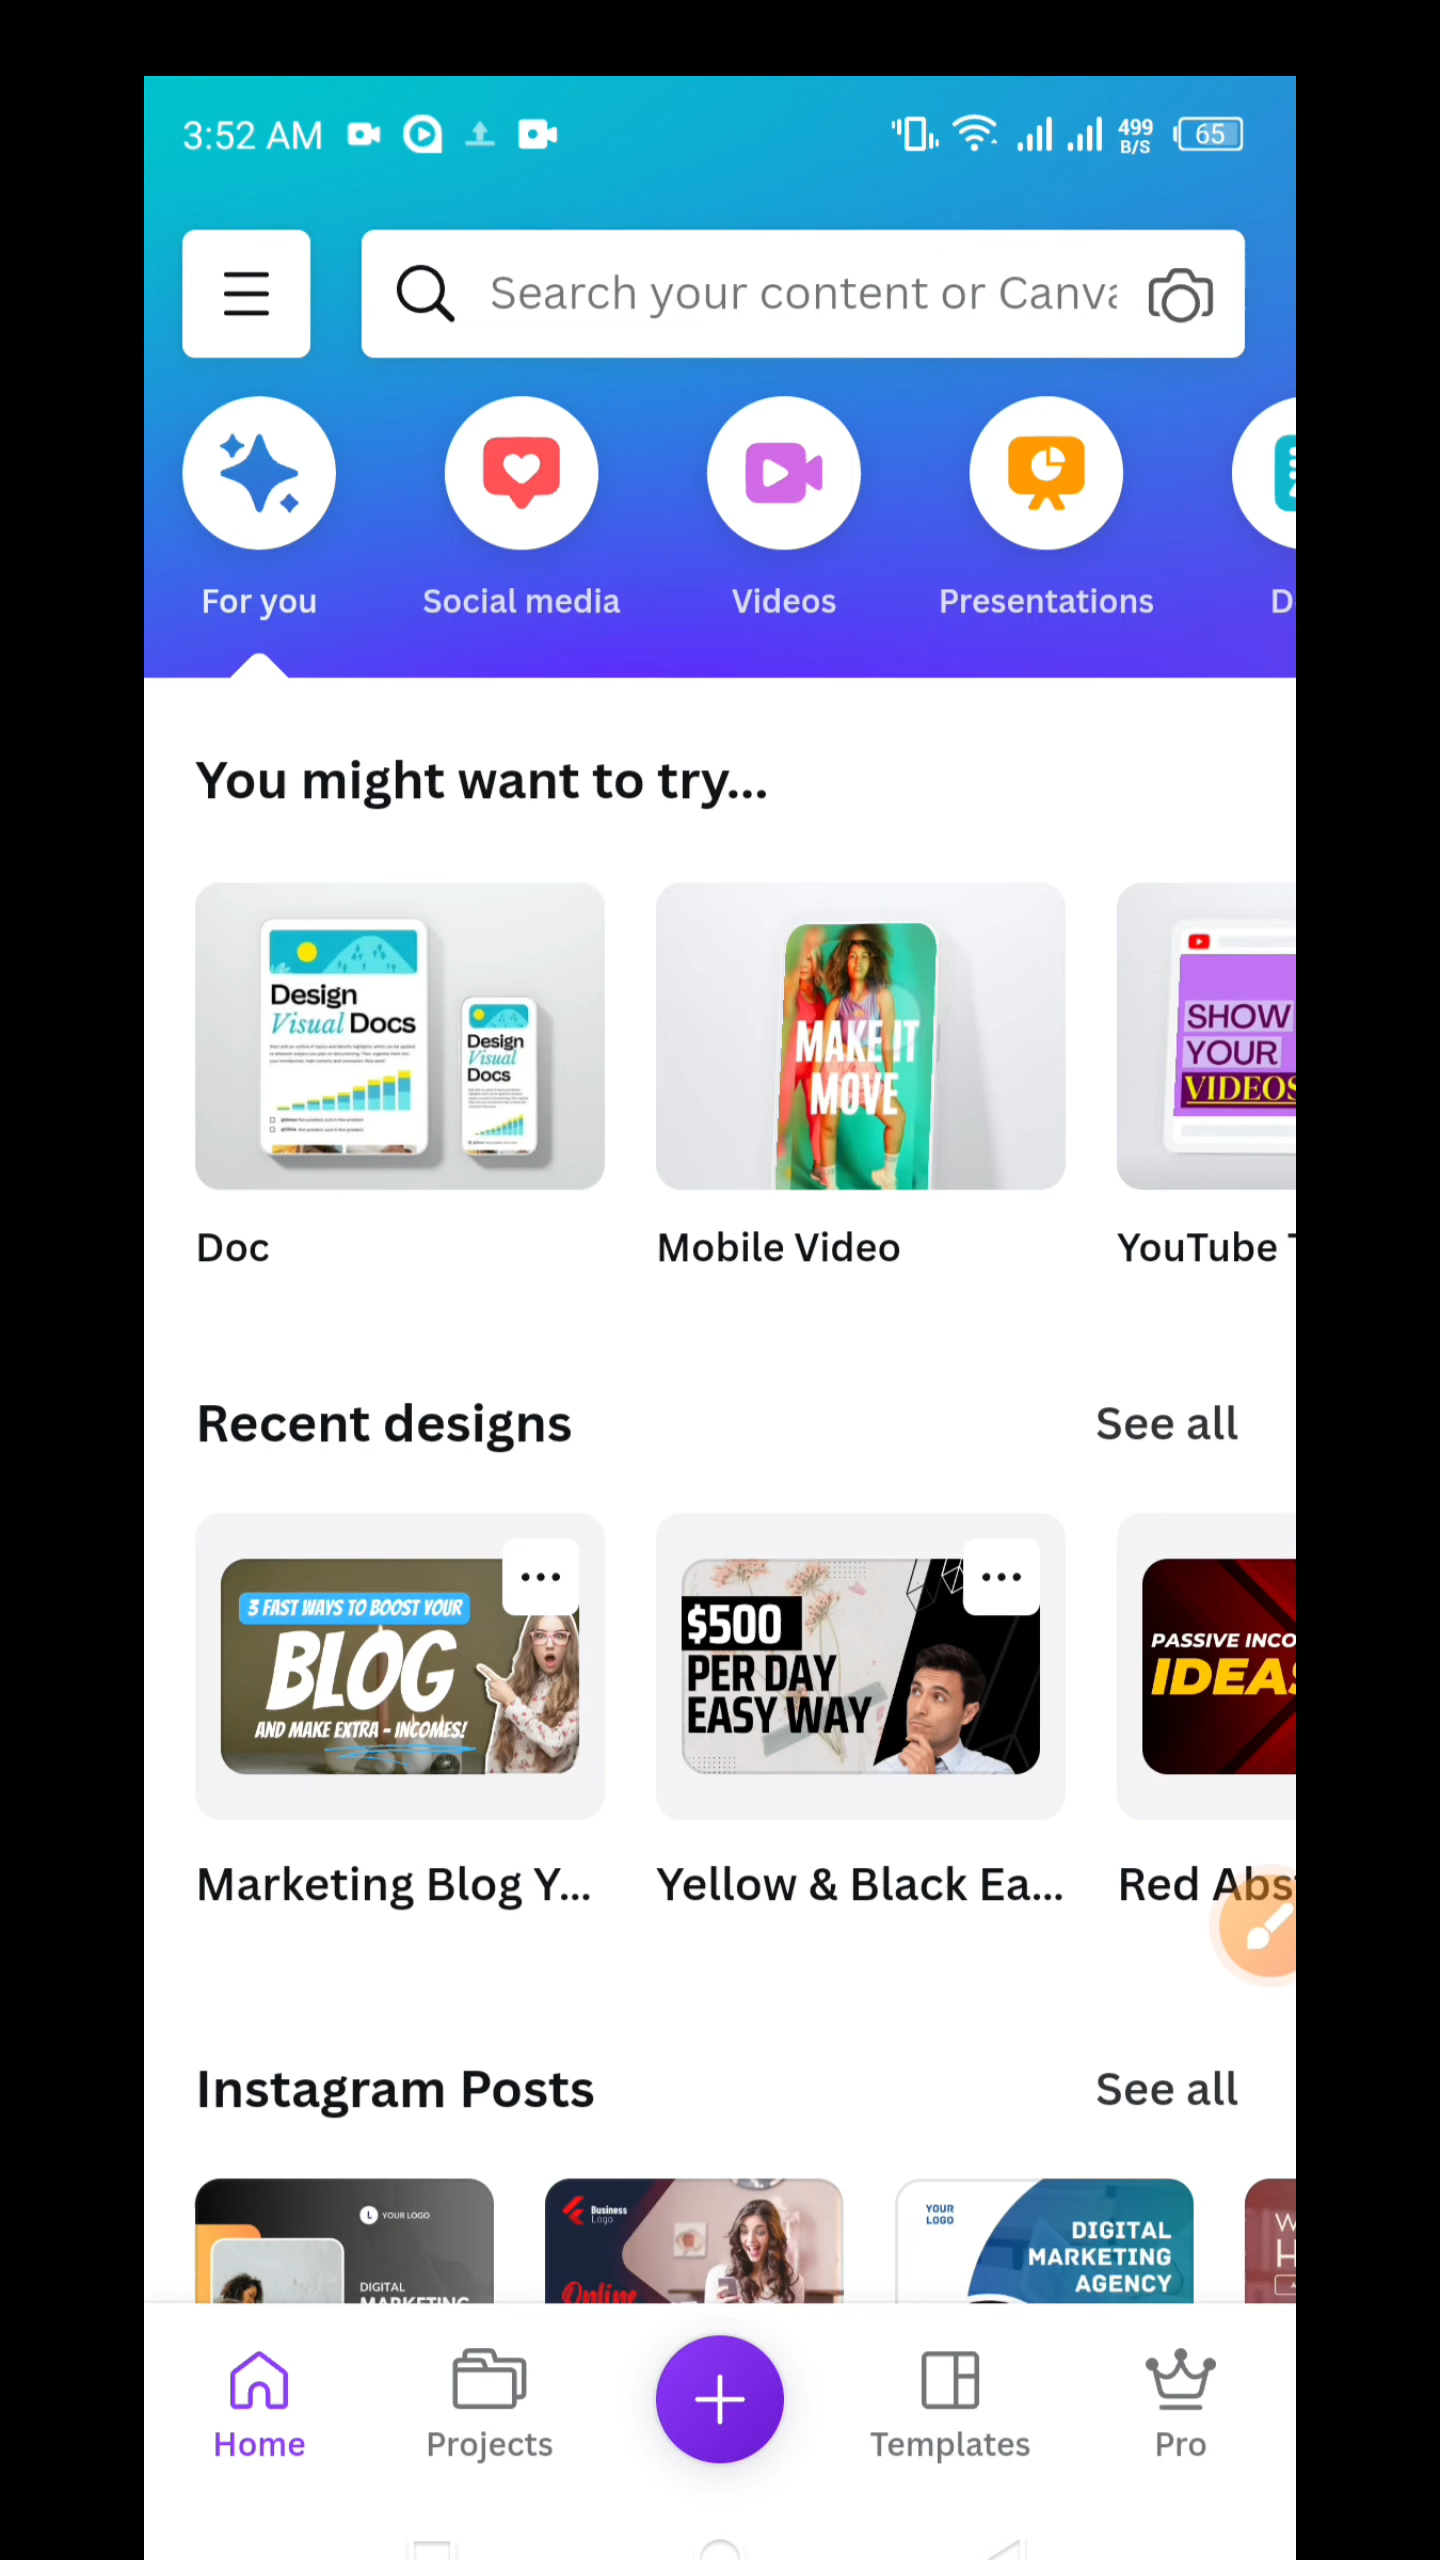 3:52 AM
499
B/S
65
Search your content or Canva
For you
Social media
Videos
Presentations
D
You might want to try...
Design
Visual Docs
Design
Visual
Docs
MAKE IT
MOVE
SHOW
YOUR
VIDEOS
Doc
Mobile Video
YouTube T
Recent designs
See all
3 FAST WAYS TO BOOST YOUR
BLOG
AND MAKE EXTRA - INCOMES!
$500
PER DAY
EASY WAY
PASSIVE INCO
IDEAS
Marketing Blog Y...
Yellow & Black Ea...
Red Abs
Instagram Posts
See all
L YOUR LOGO
DIGITAL
MARKETING
Business
Logo
Online
YOUR
LOGO
DIGITAL
MARKETING
AGENCY
W
H
Home
Projects
Templates
Pro